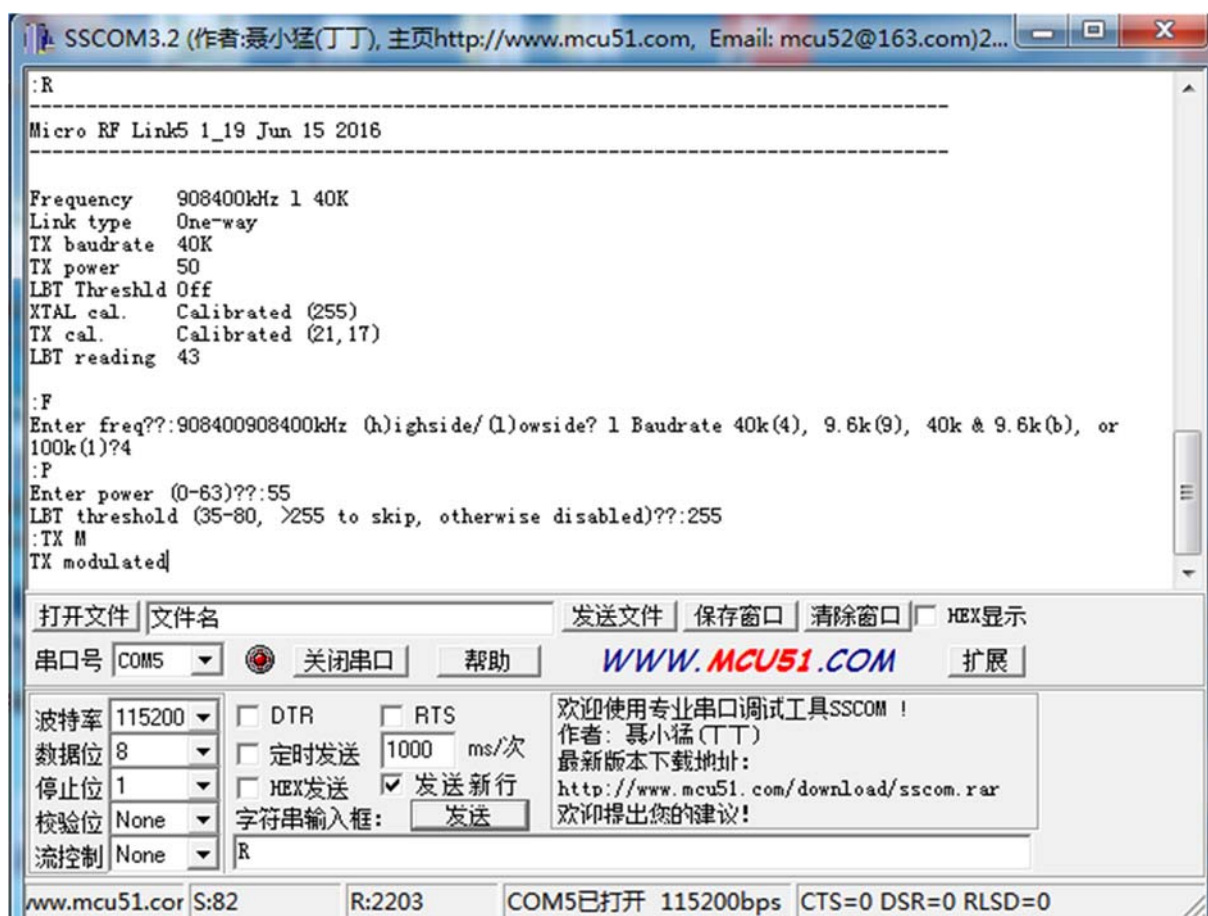 SSCOM3.2 (作者:聂小猛(丁丁), 主页http://www.mcu51.com, Email: mcu52@163.com)2...
:R
--------------------------------------------------------------------------------
Micro RF Link5 1_19 Jun 15 2016
--------------------------------------------------------------------------------
Frequency 908400kHz l 40K
Link type One-way
TX baudrate 40K
TX power 50
LBT Threshld Off
XTAL cal. Calibrated (255)
TX cal. Calibrated (21,17)
LBT reading 43
:F
Enter freq??:908400908400kHz (h)ighside/(l)owside? l Baudrate 40k(4), 9.6k(9), 40k & 9.6k(b), or
100k(1)?4
:P
Enter power (0-63)??:55
LBT threshold (35-80, >255 to skip, otherwise disabled)??:255
:TX M
TX modulated
打开文件 文件名 发送文件 保存窗口 清除窗口 HEX显示
串口号 COM5 关闭串口 帮助 WWW.MCU51.COM 扩展
波特率 115200 DTR RTS
数据位 8 定时发送 1000 ms/次
停止位 1 HEX发送 发送新行
校验位 None 字符串输入框: 发送
流控制 None R
欢迎使用专业串口调试工具SSCOM !
作者: 聂小猛(丁丁)
最新版本下载地址:
http://www.mcu51.com/download/sscom.rar
欢迎提出您的建议!
www.mcu51.cor S:82 R:2203 COM5已打开 115200bps CTS=0 DSR=0 RLSD=0